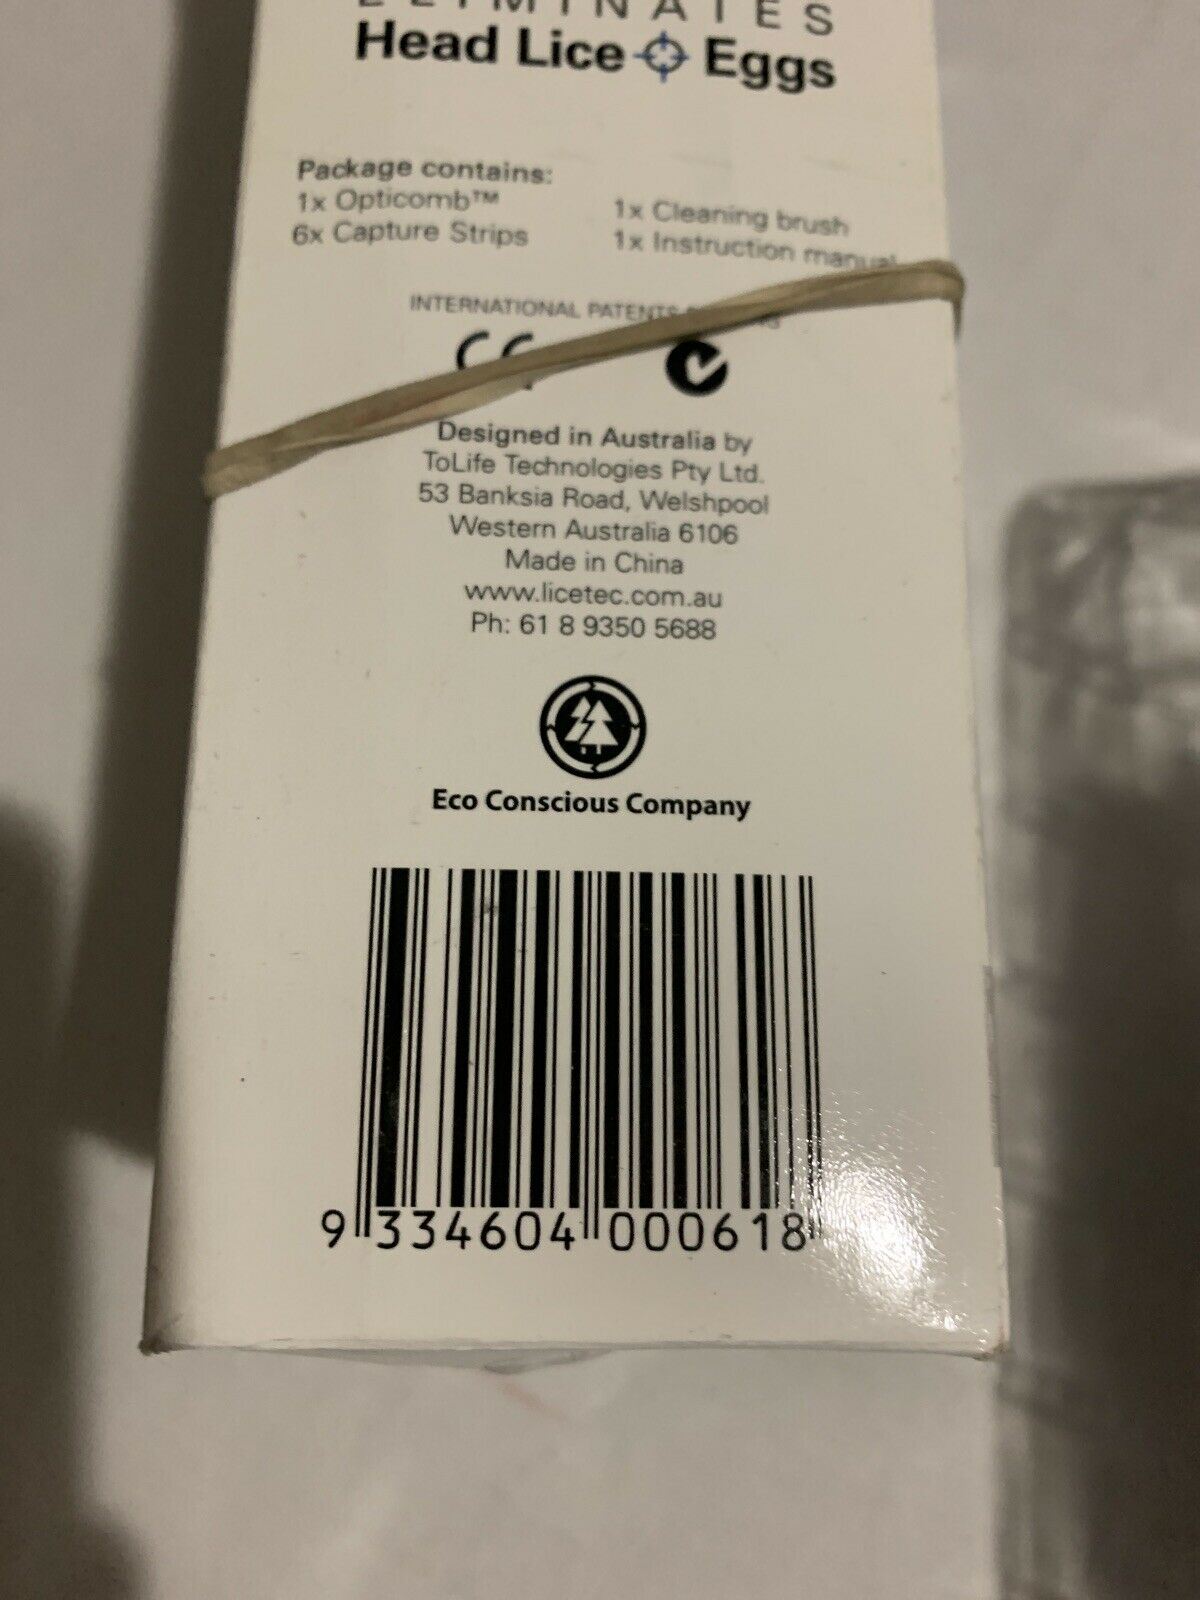 ELIMINATES
Head Lice Eggs
Package contains:
1x Opticomb™
6x Capture Strips
1x Cleaning brush
1x Instruction manual
INTERNATIONAL PATENTS
CE
Designed in Australia by
ToLife Technologies Pty Ltd.
53 Banksia Road, Welshpool
Western Australia 6106
Made in China
www.licetec.com.au
Ph: 61 8 9350 5688
Eco Conscious Company
9 334604 000618